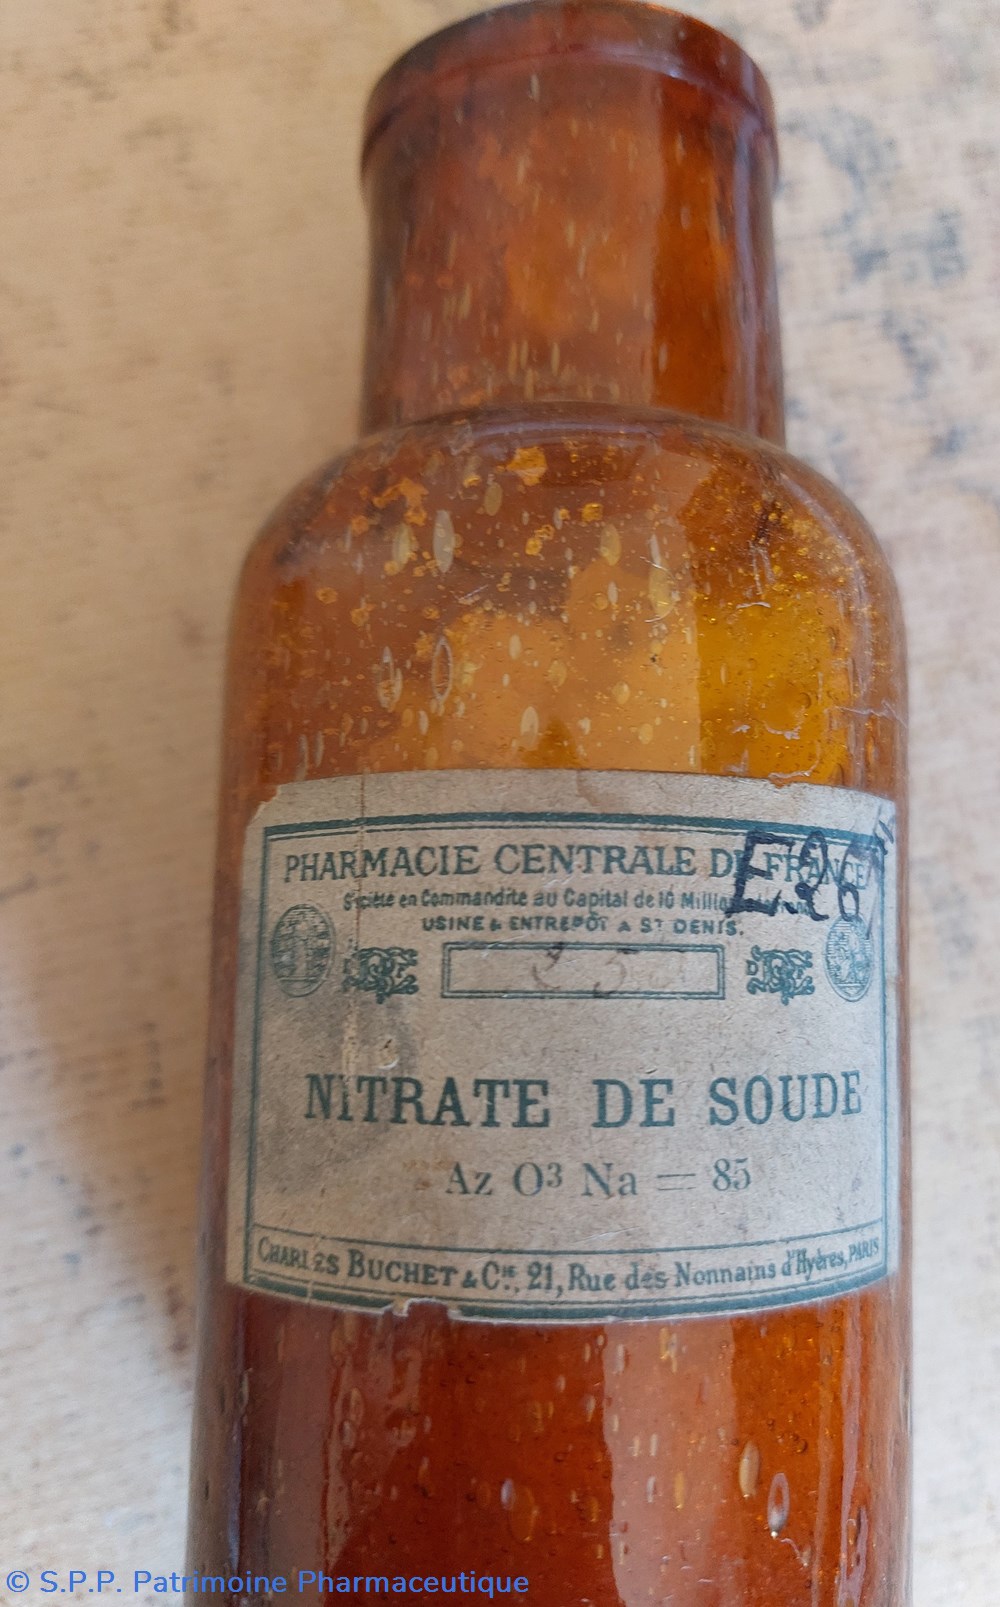 PHARMACIE CENTRALE DE FRANCE
Société en Commandite au Capital de 10 Millions
USINE & ENTREPÔT A ST DENIS.
NITRATE DE SOUDE
Az O³ Na = 85
CHARLES BUCHET & CIE, 21, Rue des Nonnains d'Hyères, PARIS
© S.P.P. Patrimoine Pharmaceutique